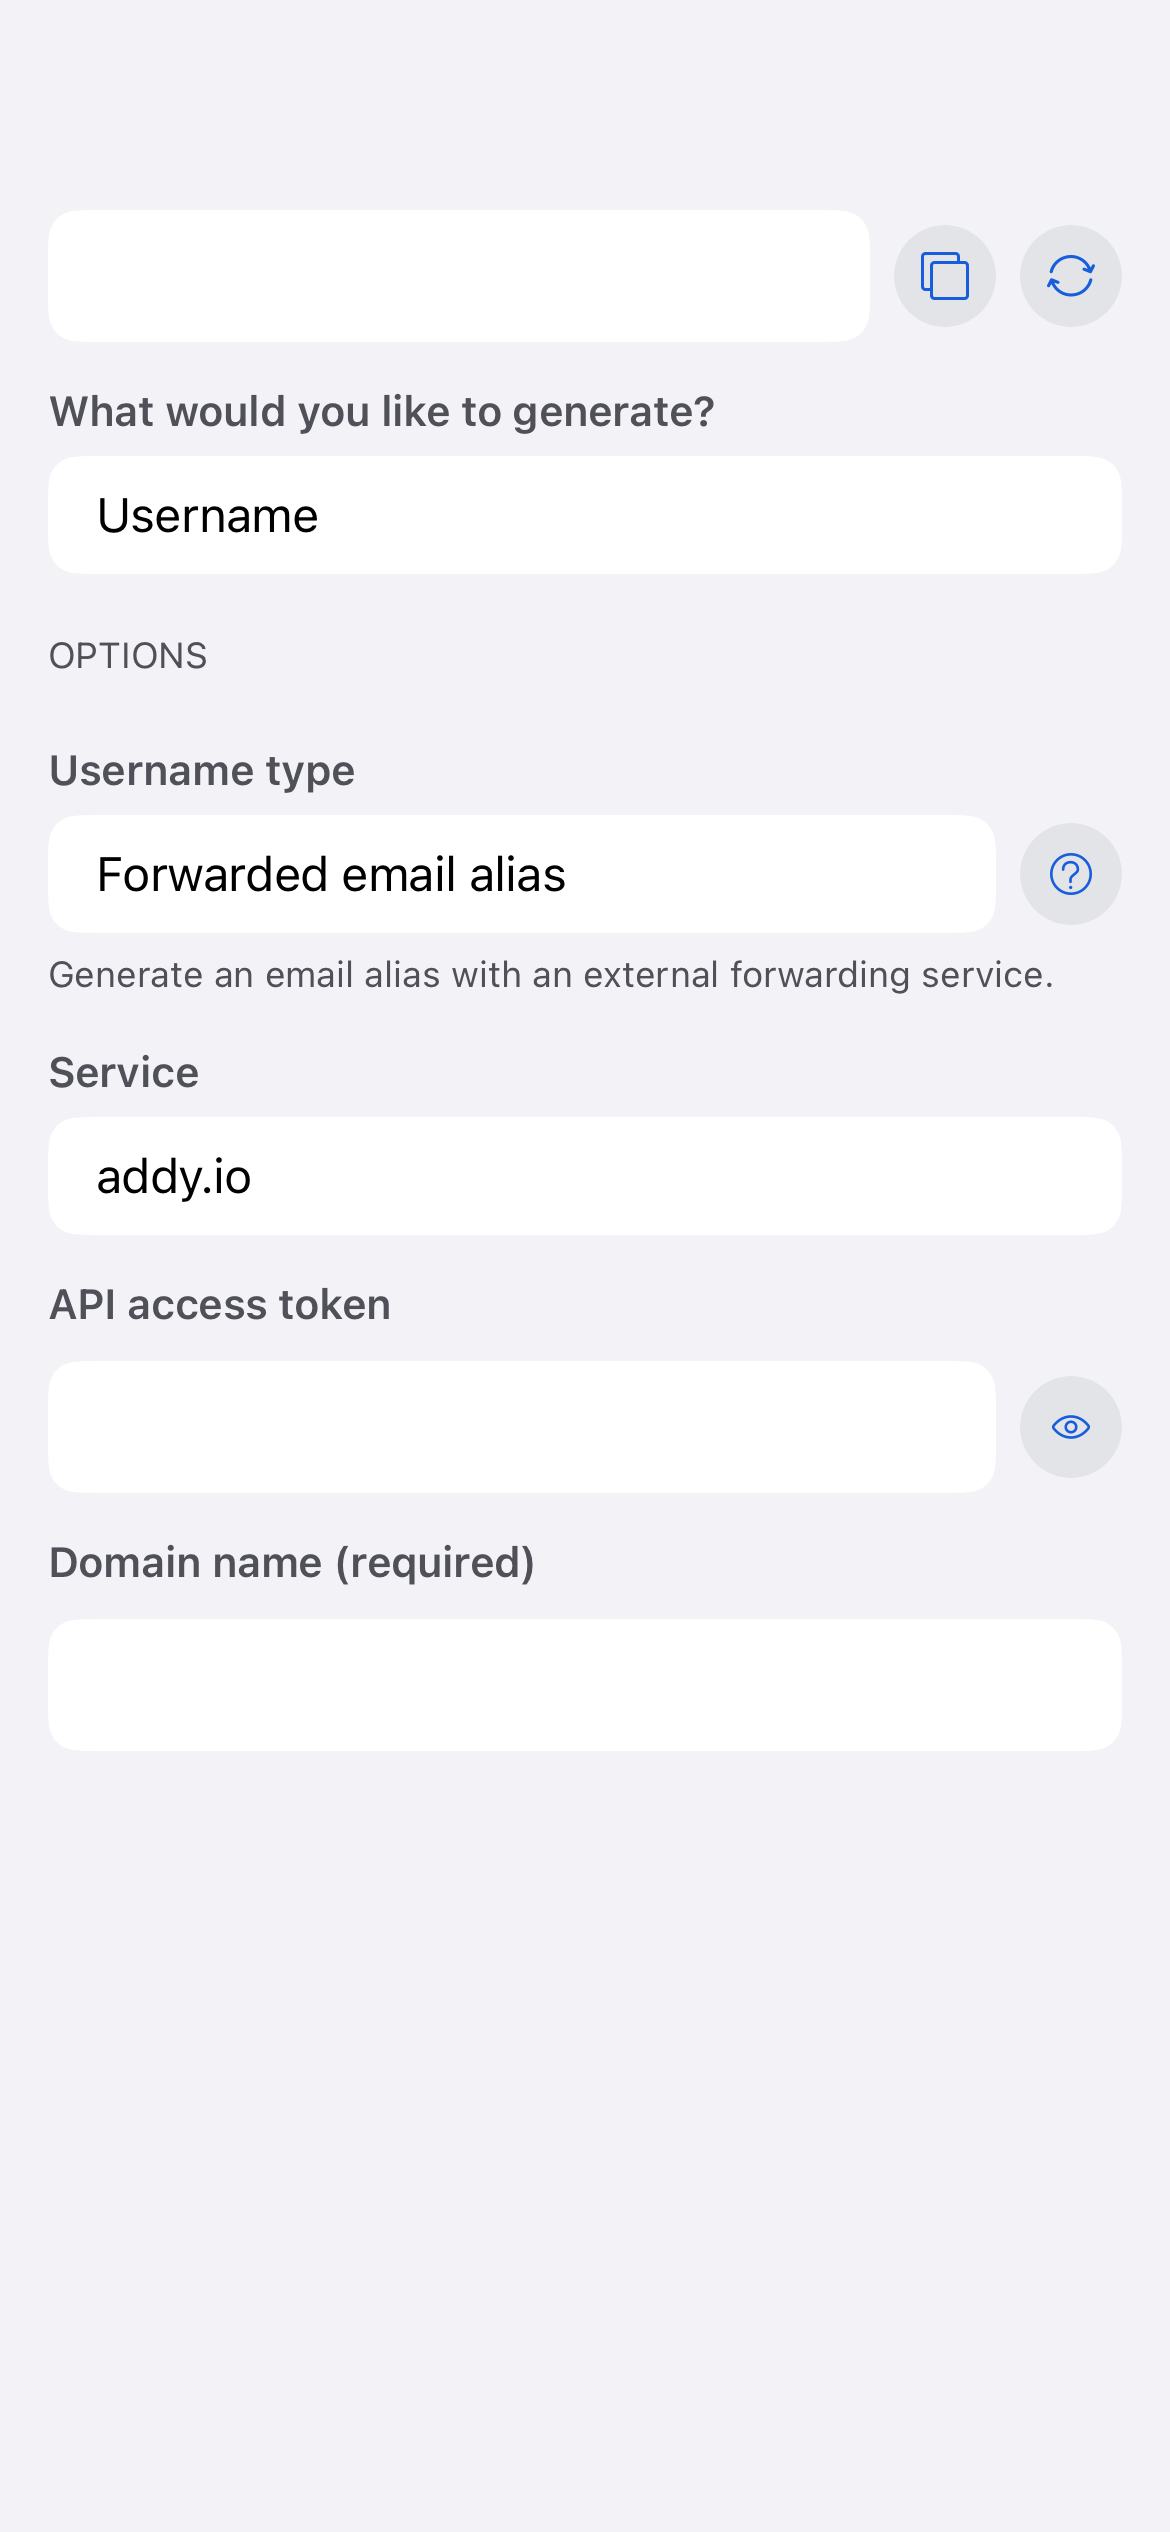 What would you like to generate?
Username
OPTIONS
Username type
Forwarded email alias
Generate an email alias with an external forwarding service.
Service
addy.io
API access token
Domain name (required)